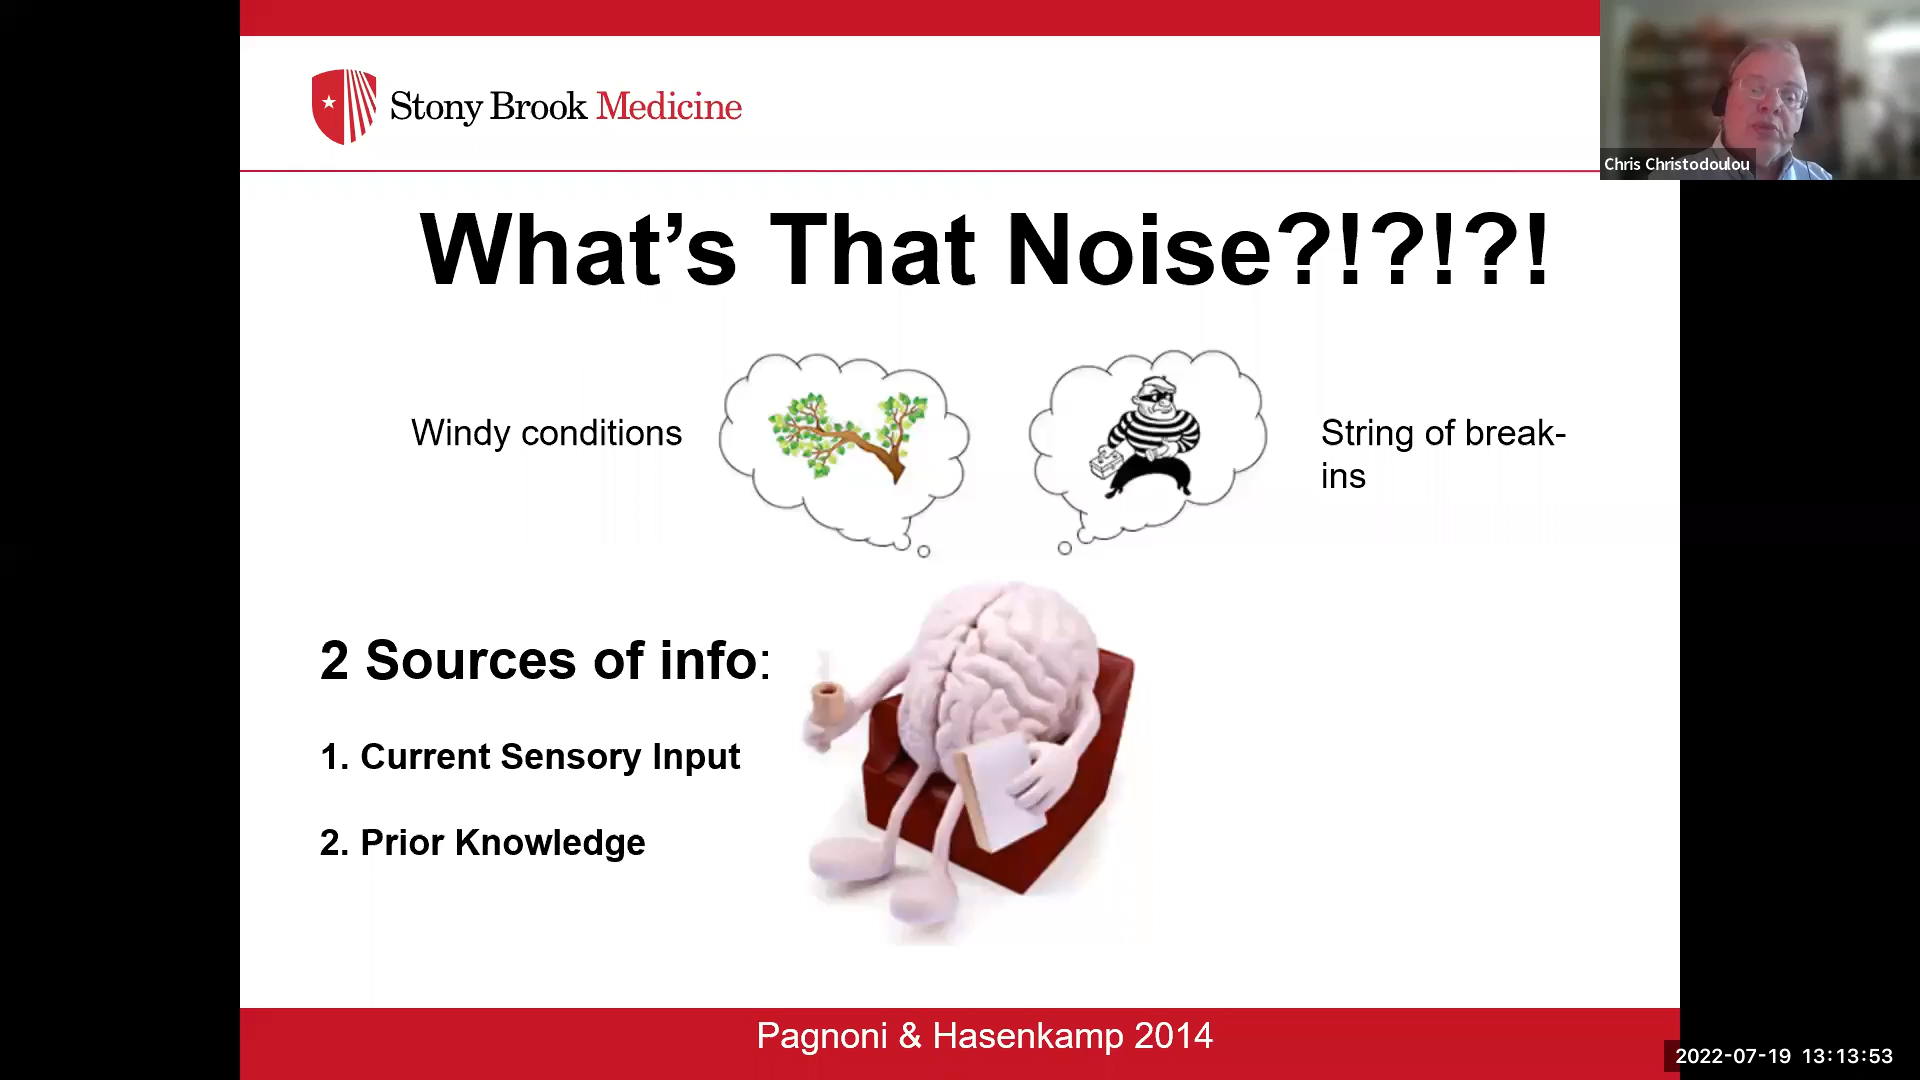 Stony Brook Medicine
Chris Christodoulou
What’s That Noise?!?!?!
Windy conditions
String of break-
ins
2 Sources of info:
1. Current Sensory Input
2. Prior Knowledge
Pagnoni & Hasenkamp 2014
2022-07-19 13:13:53